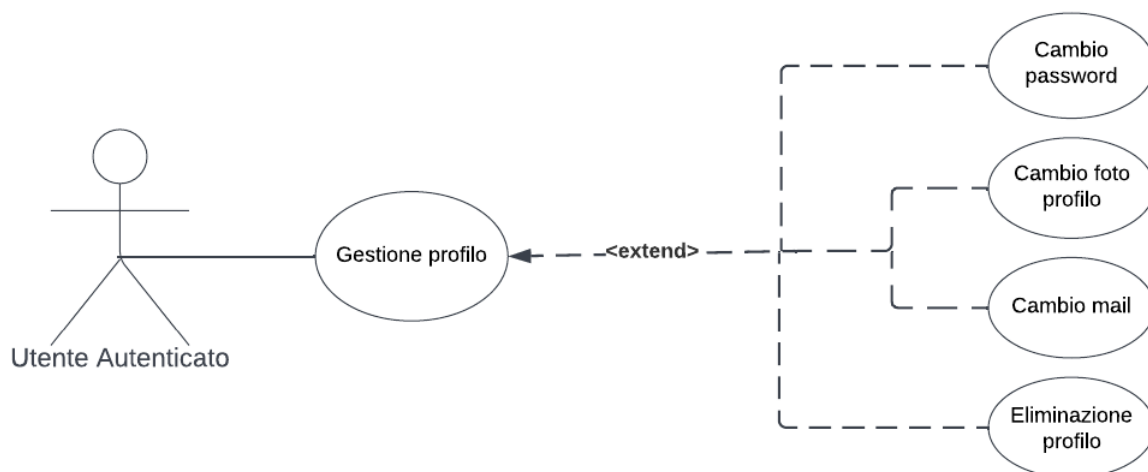 Cambio
password
Cambio foto
profilo
Gestione profilo
<extend>
Cambio mail
Utente Autenticato
Eliminazione
profilo